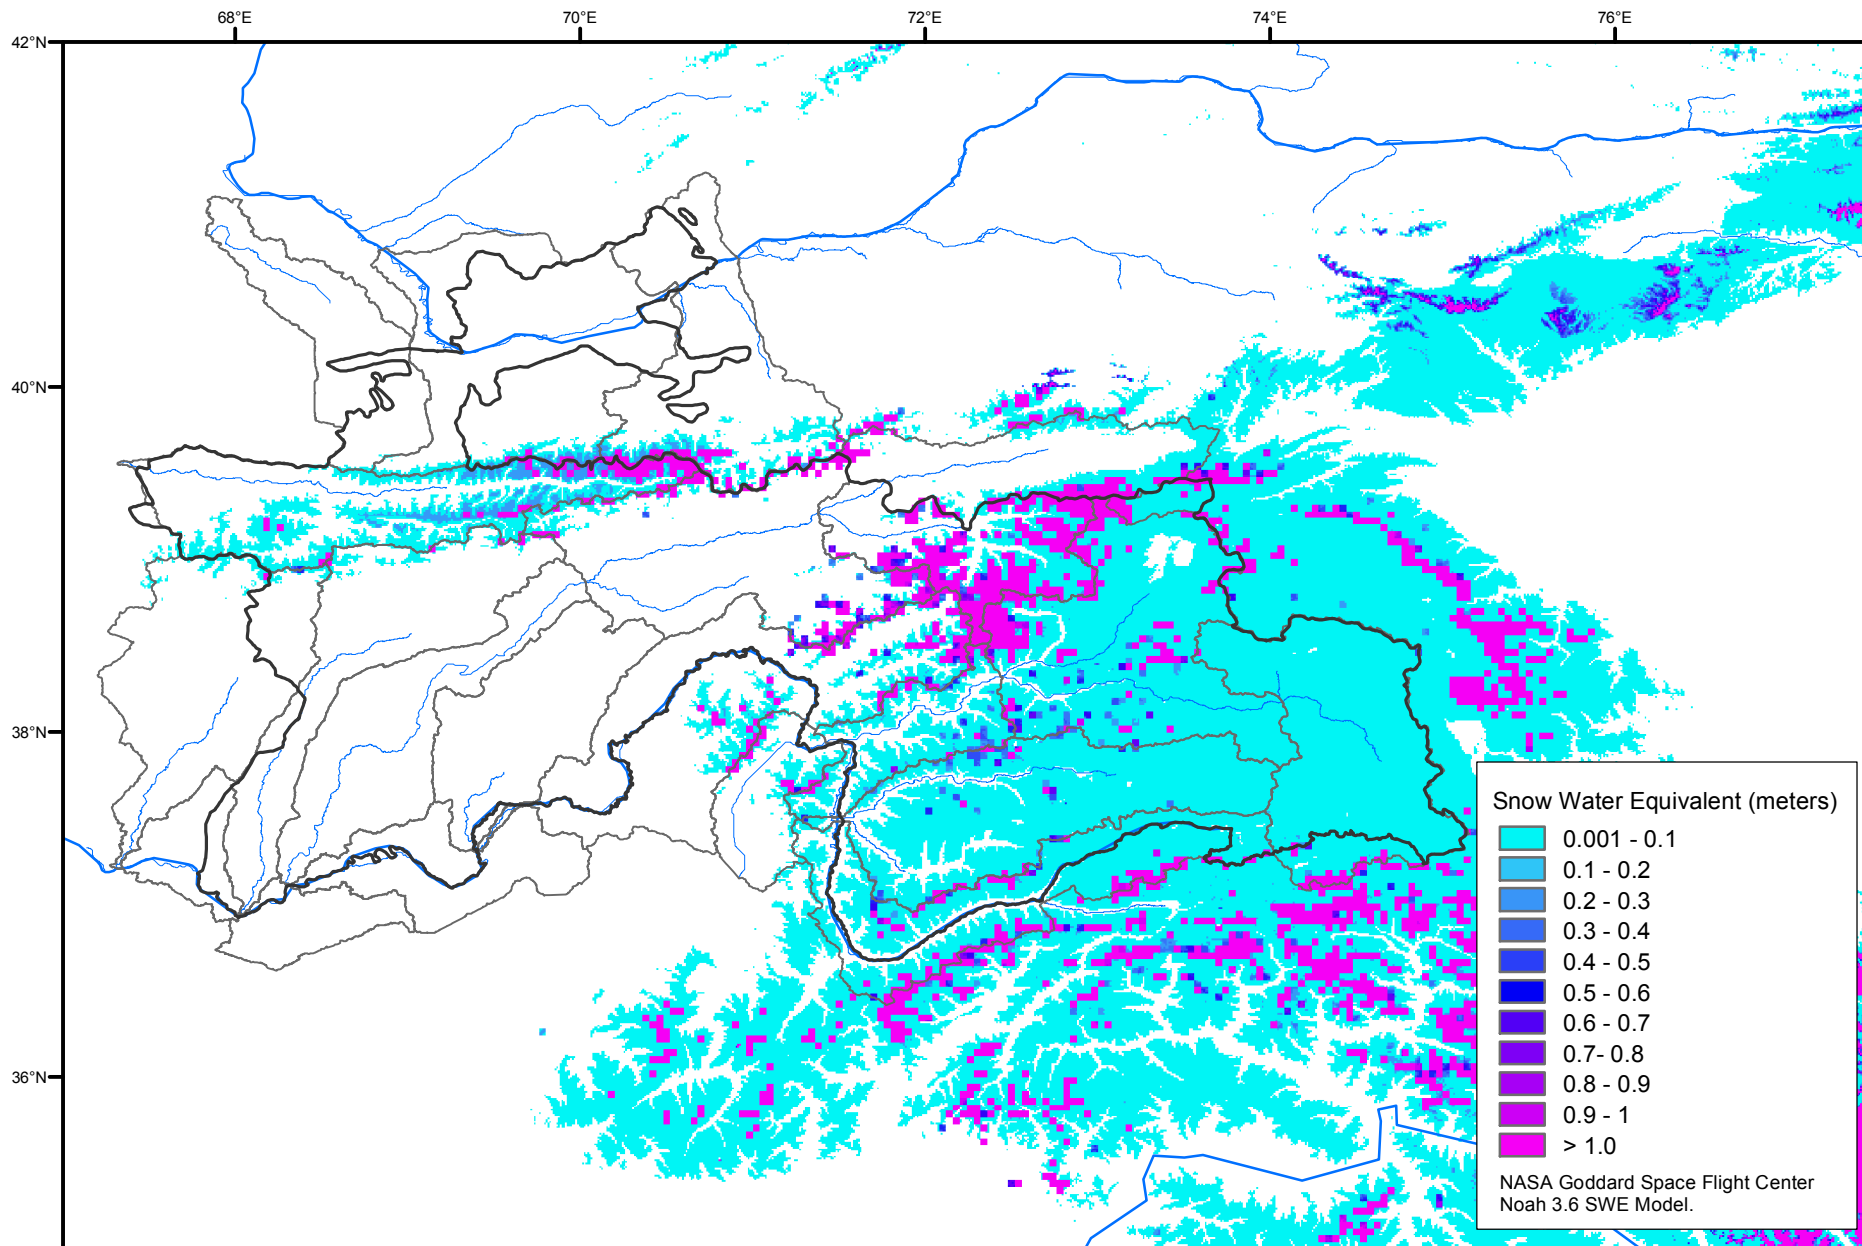 68°E 70°E 72°E 74°E 76°E
42°N
40°N
38°N
36°N
Snow Water Equivalent (meters)
0.001 - 0.1
0.1 - 0.2
0.2 - 0.3
0.3 - 0.4
0.4 - 0.5
0.5 - 0.6
0.6 - 0.7
0.7- 0.8
0.8 - 0.9
0.9 - 1
> 1.0
NASA Goddard Space Flight Center
Noah 3.6 SWE Model.